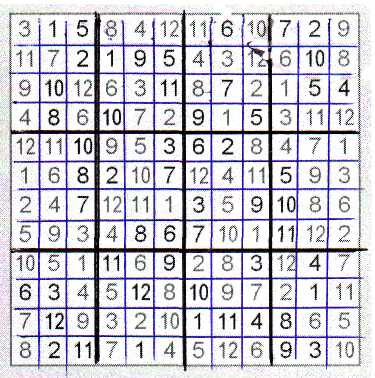 3 1 5 8 4 12 11 6 10 7 2 9
11 7 2 1 9 5 4 3 12 6 10 8
9 10 12 6 3 11 8 7 2 1 5 4
4 8 6 10 7 2 9 1 5 3 11 12
12 11 10 9 5 3 6 2 8 4 7 1
1 6 8 2 10 7 12 4 11 5 9 3
2 4 7 12 11 1 3 5 9 10 8 6
5 9 3 4 8 6 7 10 1 11 12 2
10 5 1 11 6 9 2 8 3 12 4 7
6 3 4 5 12 8 10 9 7 2 1 11
7 12 9 3 2 10 1 11 4 8 6 5
8 2 11 7 1 4 5 12 6 9 3 10